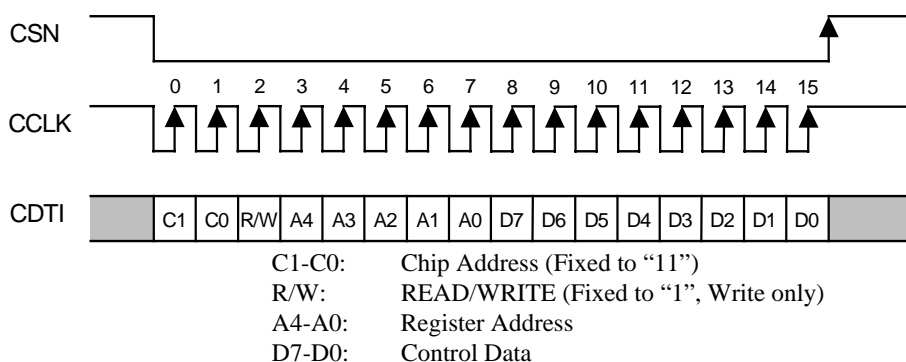 CSN
0 1 2 3 4 5 6 7 8 9 10 11 12 13 14 15
CCLK
CDTI C1 C0 R/W A4 A3 A2 A1 A0 D7 D6 D5 D4 D3 D2 D1 D0
C1-C0: Chip Address (Fixed to “11”)
R/W: READ/WRITE (Fixed to “1”, Write only)
A4-A0: Register Address
D7-D0: Control Data